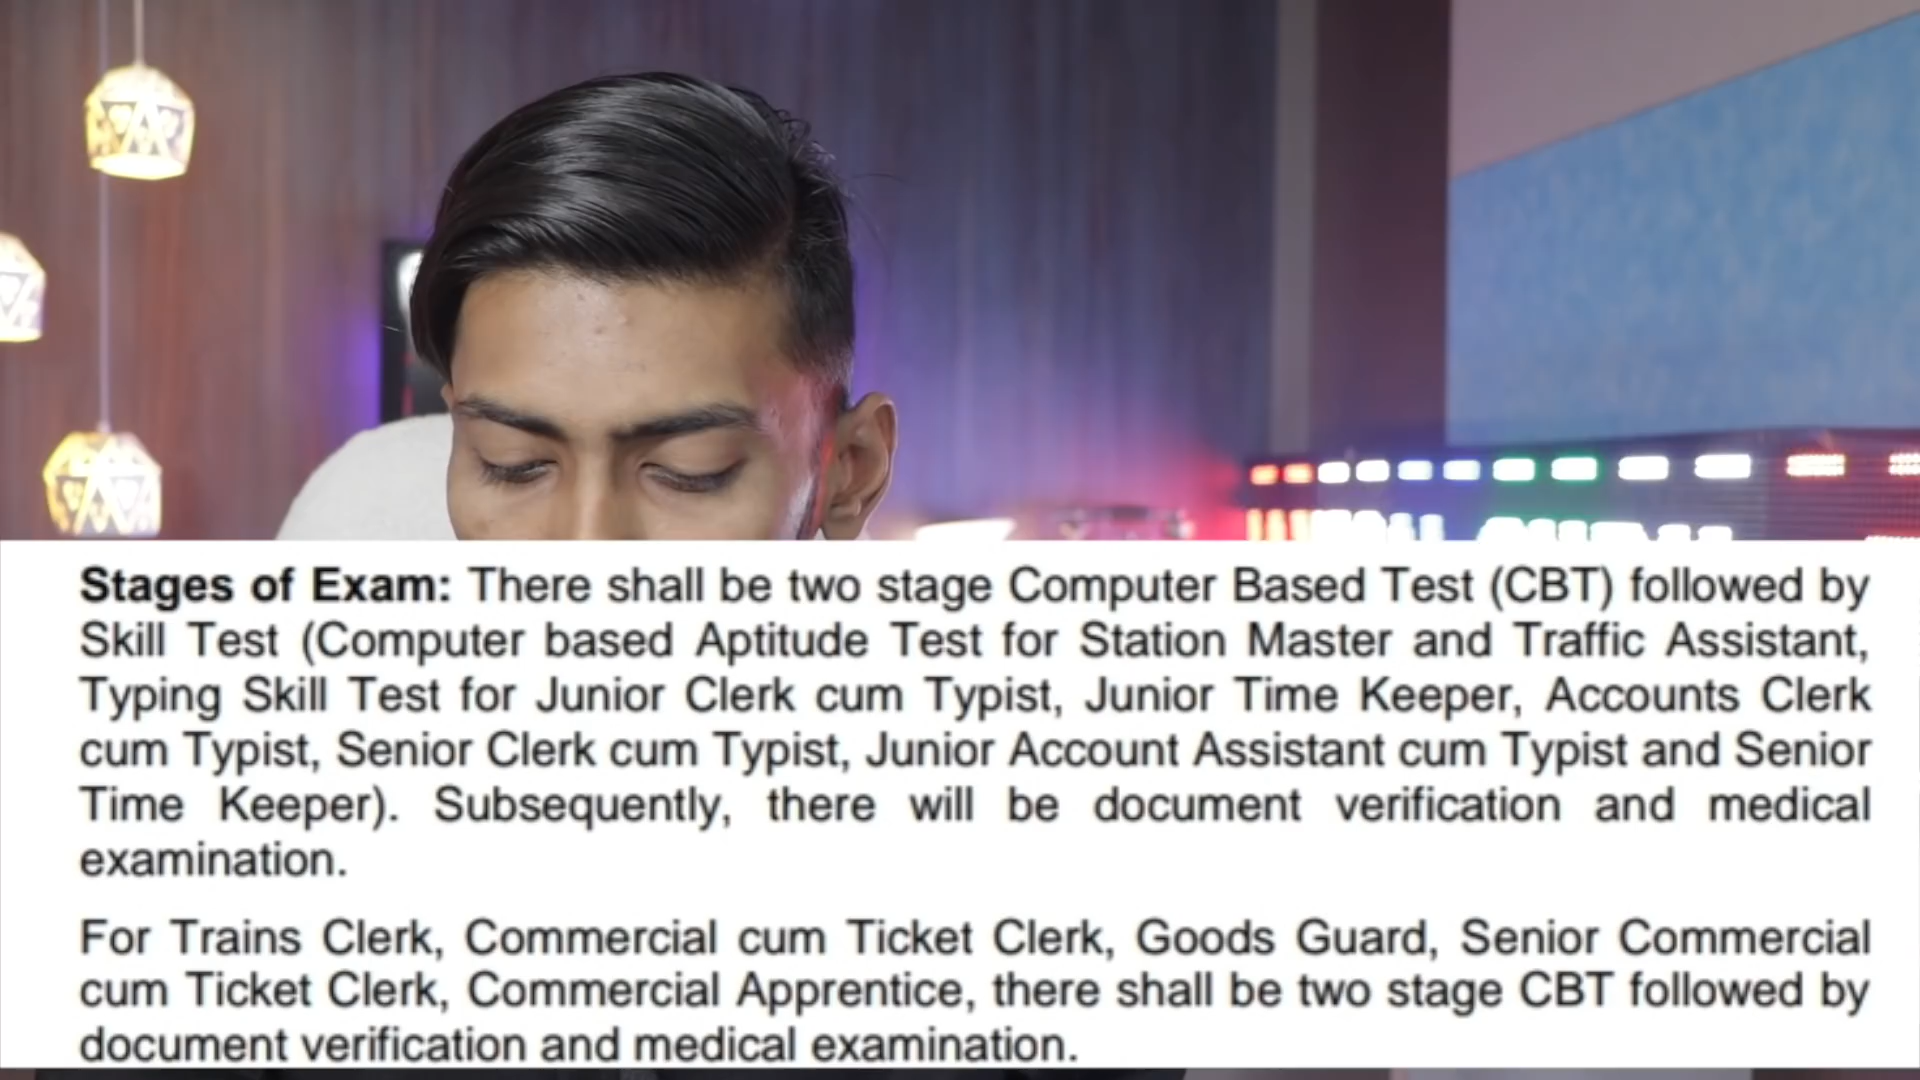 Stages of Exam: There shall be two stage Computer Based Test (CBT) followed by
Skill Test (Computer based Aptitude Test for Station Master and Traffic Assistant,
Typing Skill Test for Junior Clerk cum Typist, Junior Time Keeper, Accounts Clerk
cum Typist, Senior Clerk cum Typist, Junior Account Assistant cum Typist and Senior
Time Keeper). Subsequently, there will be document verification and medical
examination.
For Trains Clerk, Commercial cum Ticket Clerk, Goods Guard, Senior Commercial
cum Ticket Clerk, Commercial Apprentice, there shall be two stage CBT followed by
document verification and medical examination.